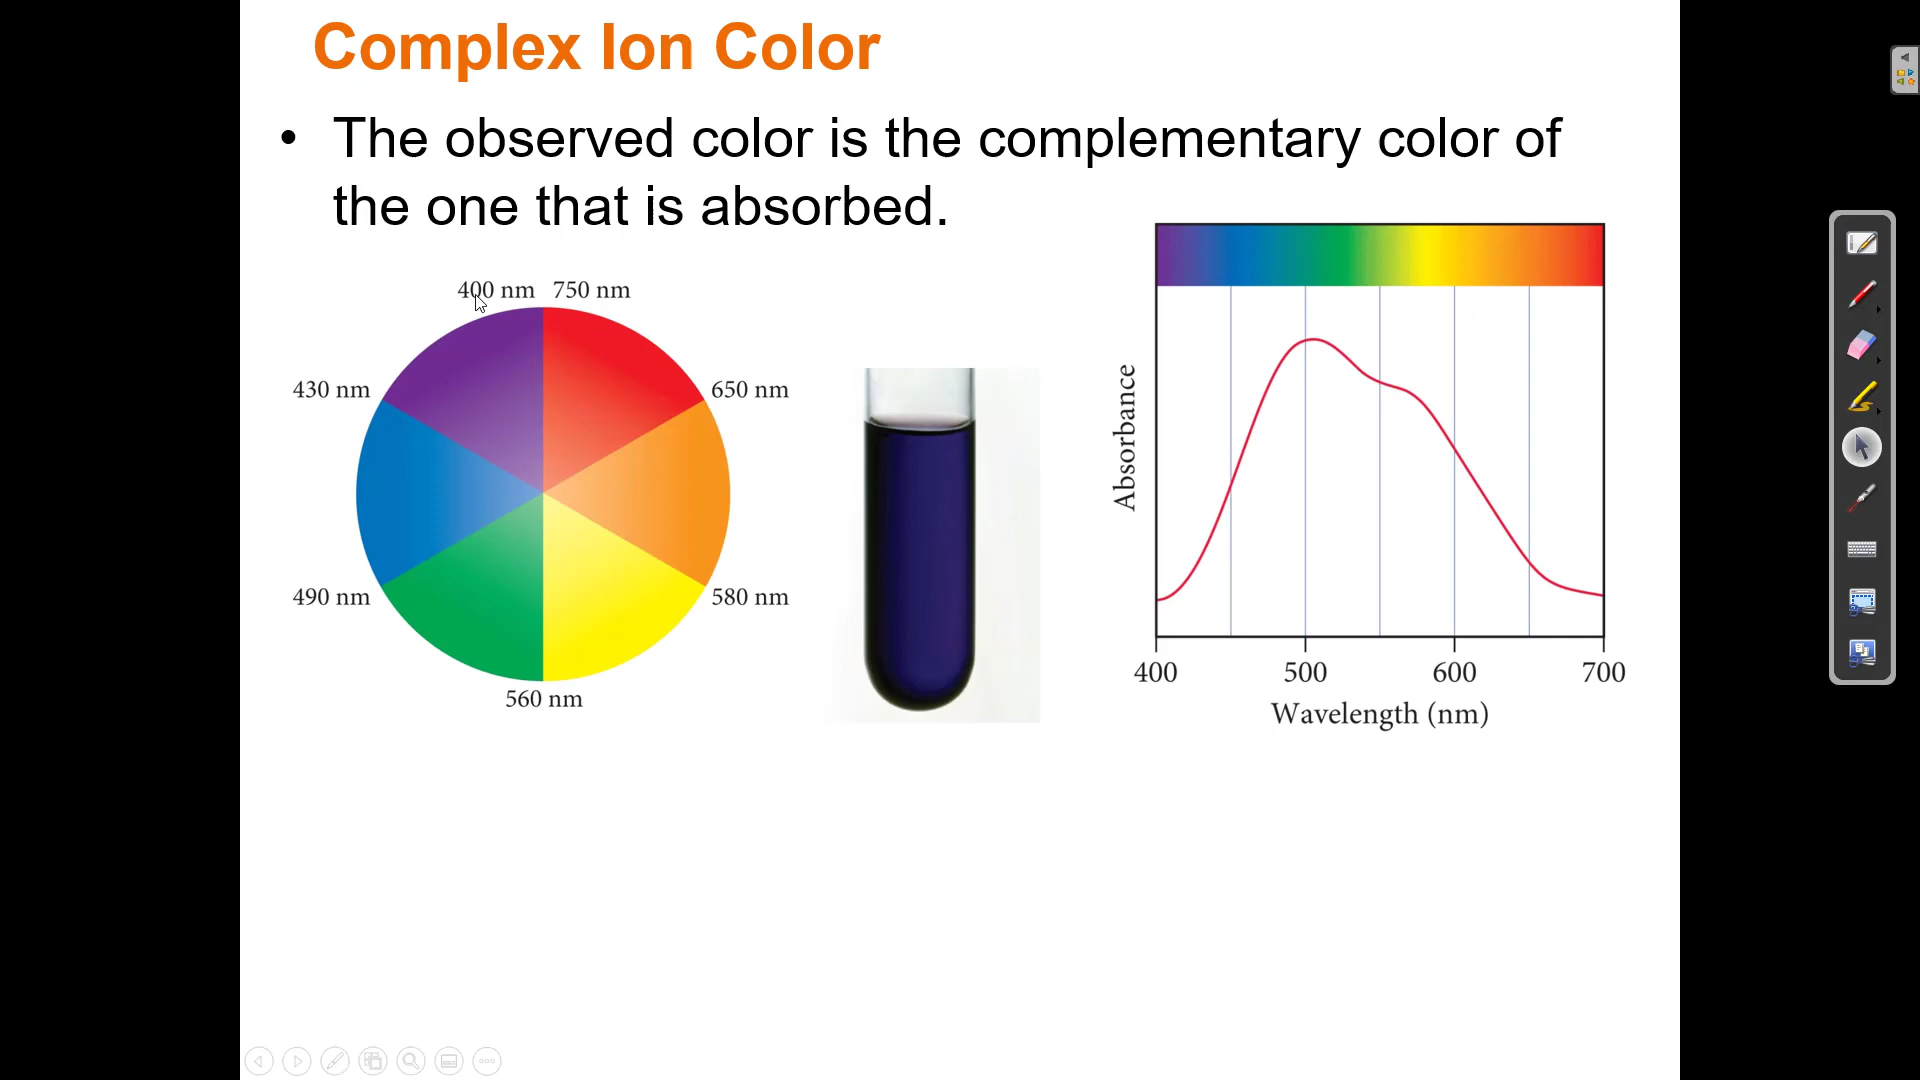 Complex Ion Color
• The observed color is the complementary color of
the one that is absorbed.
400 nm 750 nm
430 nm
650 nm
490 nm
580 nm
560 nm
Absorbance
400 500 600 700
Wavelength (nm)